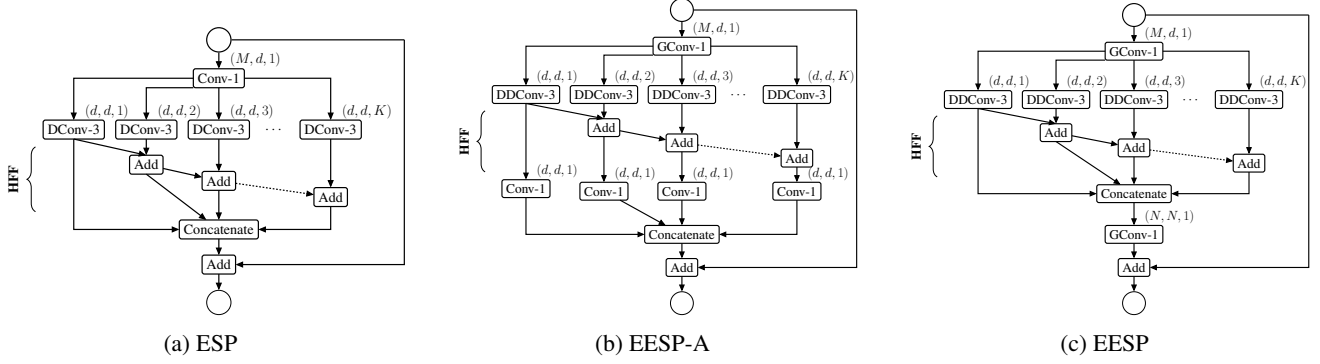 (M, d, 1)
Conv-1
(d, d, 1) (d, d, 2) (d, d, 3) (d, d, K)
DConv-3 DConv-3 DConv-3 ··· DConv-3
HFF
Add
Add
Add
Concatenate
Add
(a) ESP
(M, d, 1)
GConv-1
(d, d, 1) (d, d, 2) (d, d, 3) (d, d, K)
DDConv-3 DDConv-3 DDConv-3 ··· DDConv-3
HFF
Add
Add
Add
(d, d, 1) (d, d, 1) (d, d, 1) (d, d, 1)
Conv-1 Conv-1 Conv-1 Conv-1
Concatenate
Add
(b) EESP-A
(M, d, 1)
GConv-1
(d, d, 1) (d, d, 2) (d, d, 3) (d, d, K)
DDConv-3 DDConv-3 DDConv-3 ··· DDConv-3
HFF
Add
Add
Add
Concatenate
(N, N, 1)
GConv-1
Add
(c) EESP